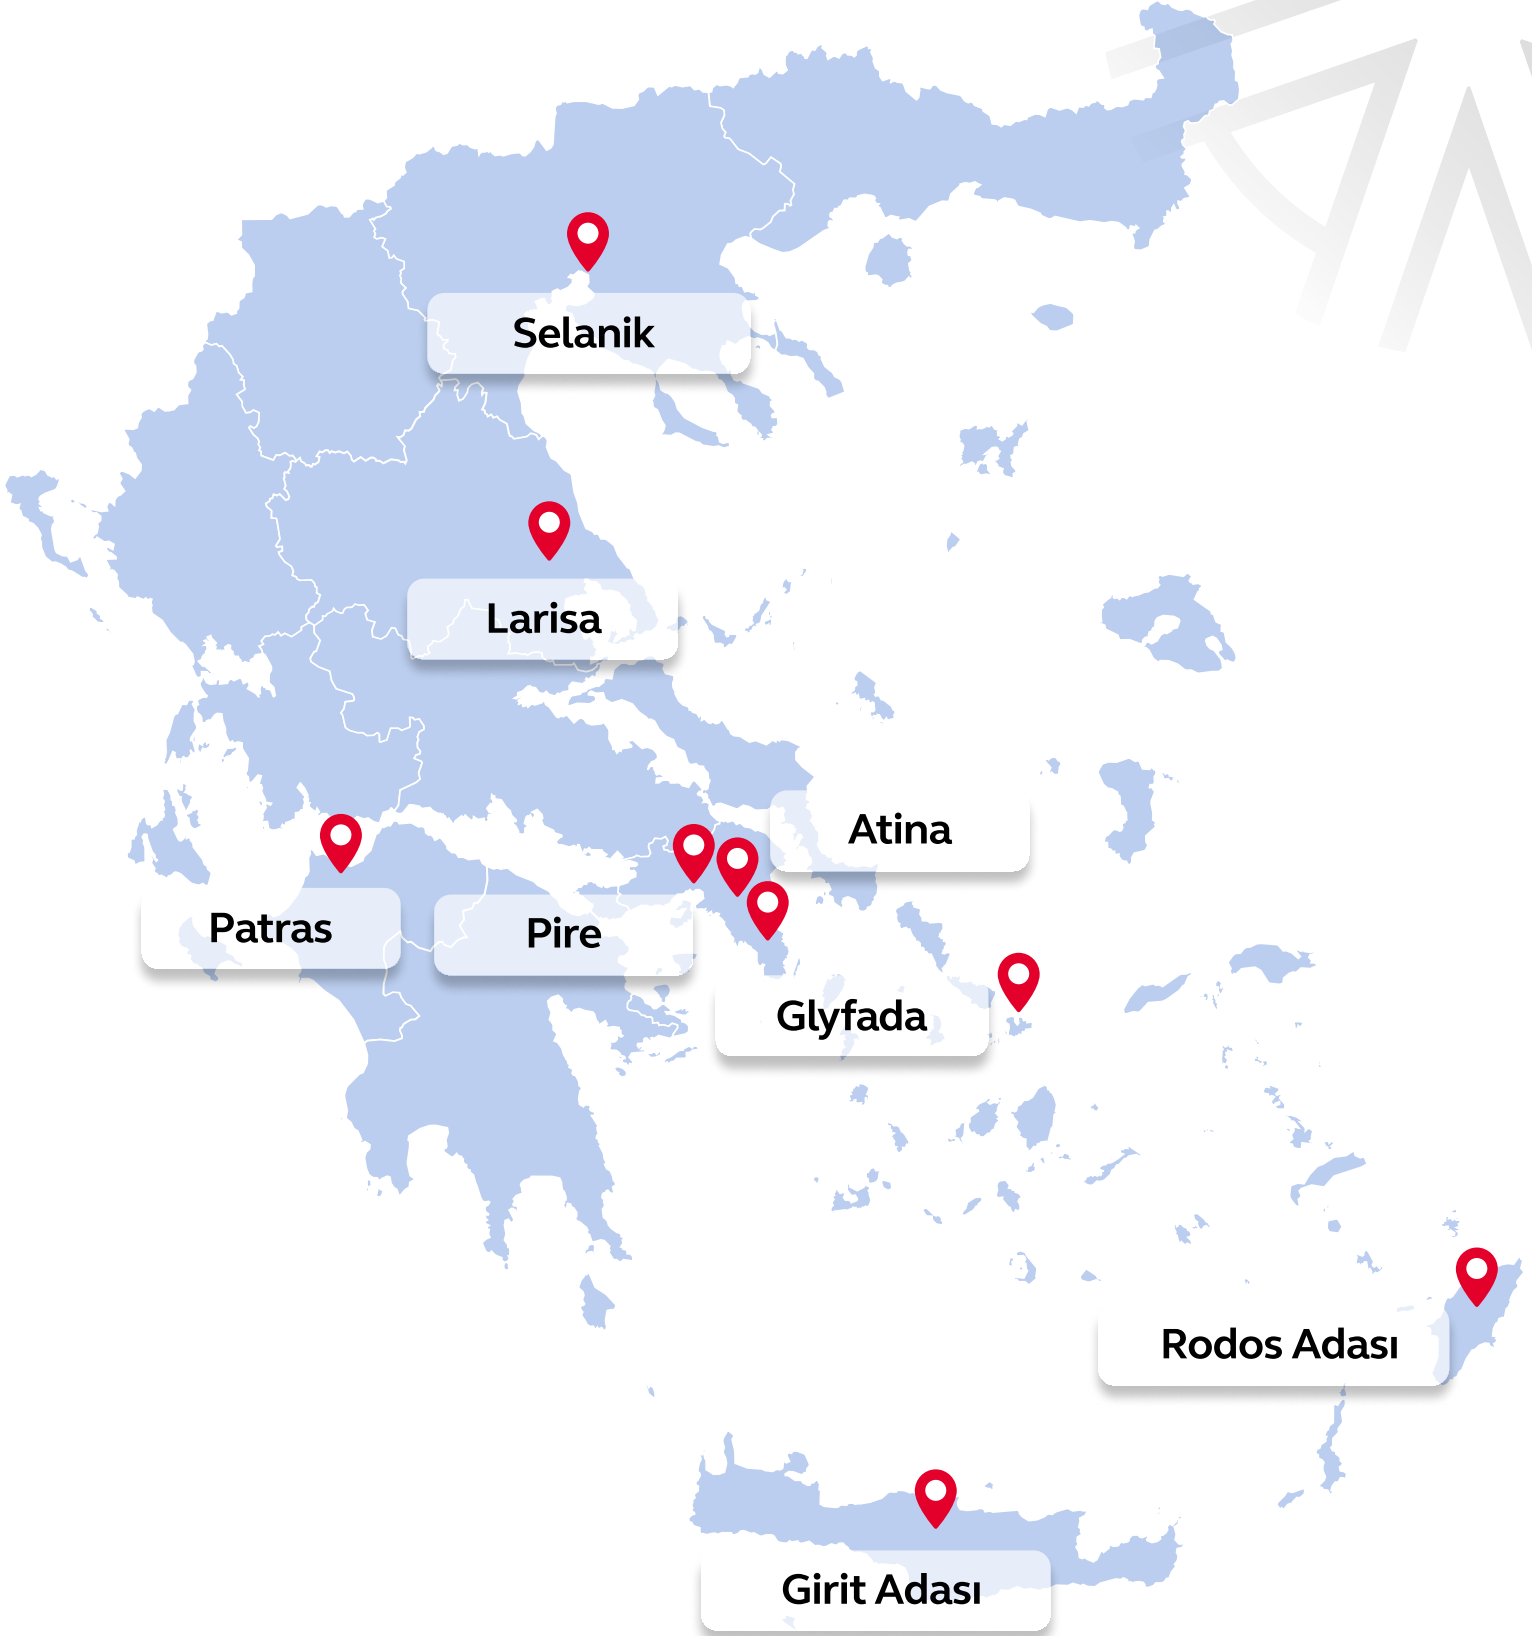 Selanik
Larisa
Atina
Patras
Pire
Glyfada
Rodos Adası
Girit Adası